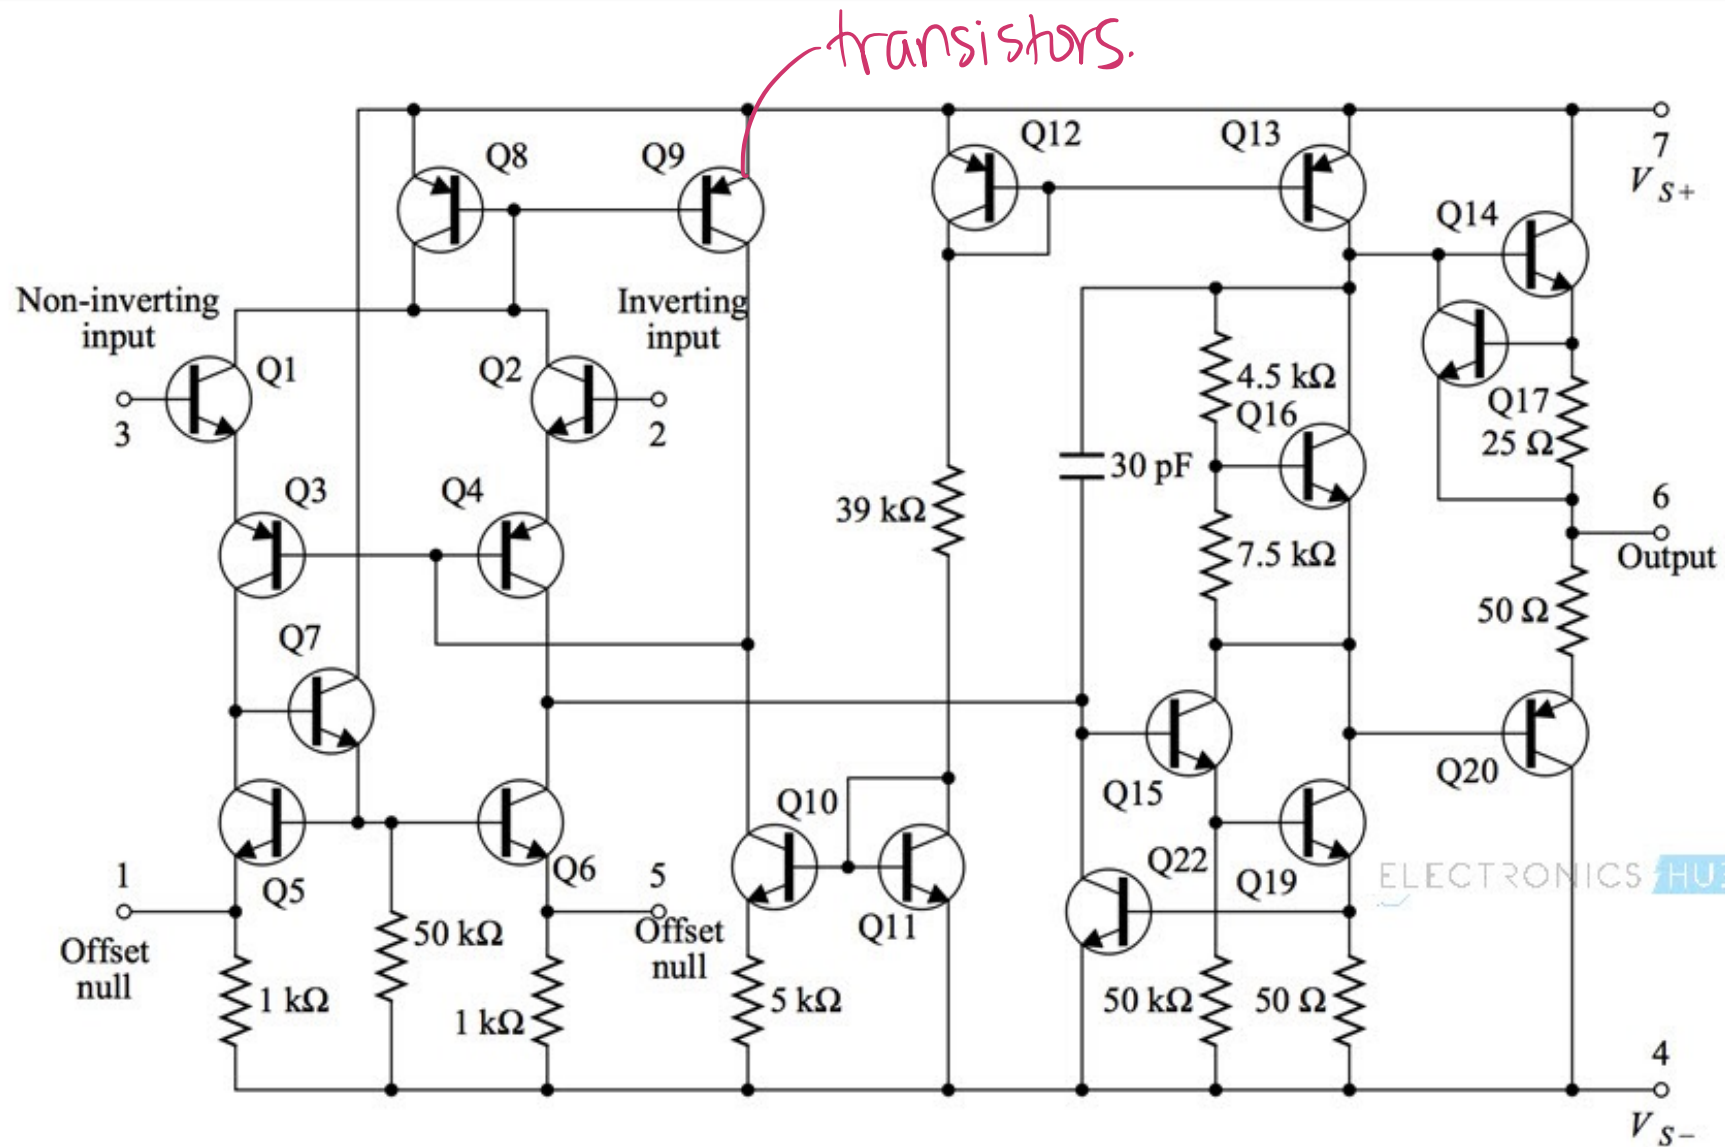 transistors.
Q8
Q9
Q12
Q13
7
V S+
Q14
Non-inverting
input
Inverting
input
Q1
Q2
3
2
4.5 kΩ
Q16
Q17
25 Ω
30 pF
Q3
Q4
39 kΩ
7.5 kΩ
6
Output
50 Ω
Q7
Q15
Q20
Q10
Q22
Q19
ELECTRONICS HUB
1
Q5
Q6
5
Q11
Offset
null
50 kΩ
Offset
null
1 kΩ
1 kΩ
5 kΩ
50 kΩ
50 Ω
4
V S−